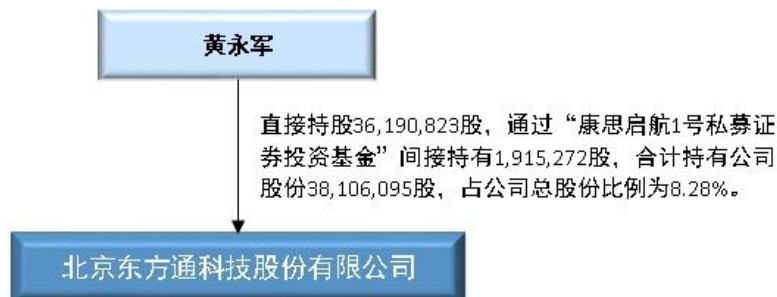 黄永军
直接持股36,190,823股，通过“康思启航1号私募证
券投资基金”间接持有1,915,272股，合计持有公司
股份38,106,095股，占公司总股份比例为8.28%。
北京东方通科技股份有限公司